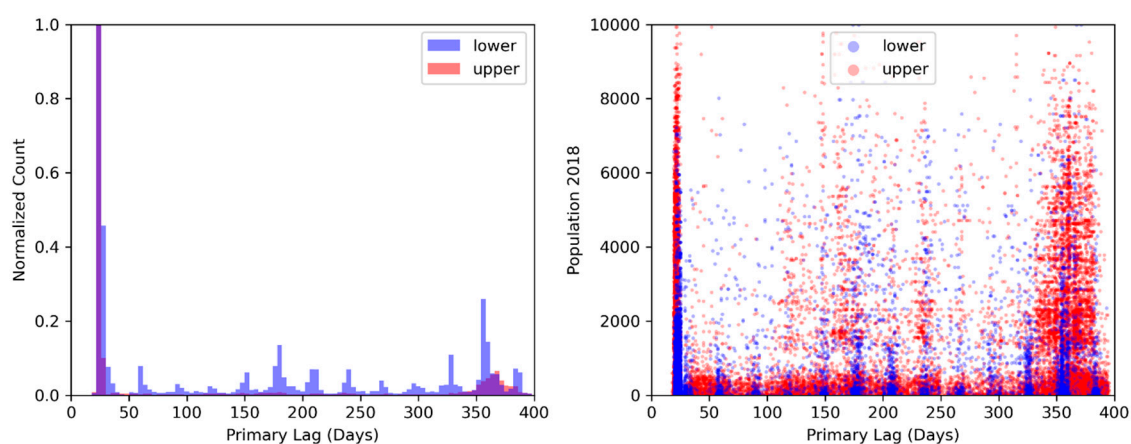 1.0
0.8
0.6
0.4
0.2
0.0
Normalized Count
lower
upper
0 50 100 150 200 250 300 350 400
Primary Lag (Days)
10000
8000
6000
4000
2000
0
Population 2018
lower
upper
0 50 100 150 200 250 300 350 400
Primary Lag (Days)